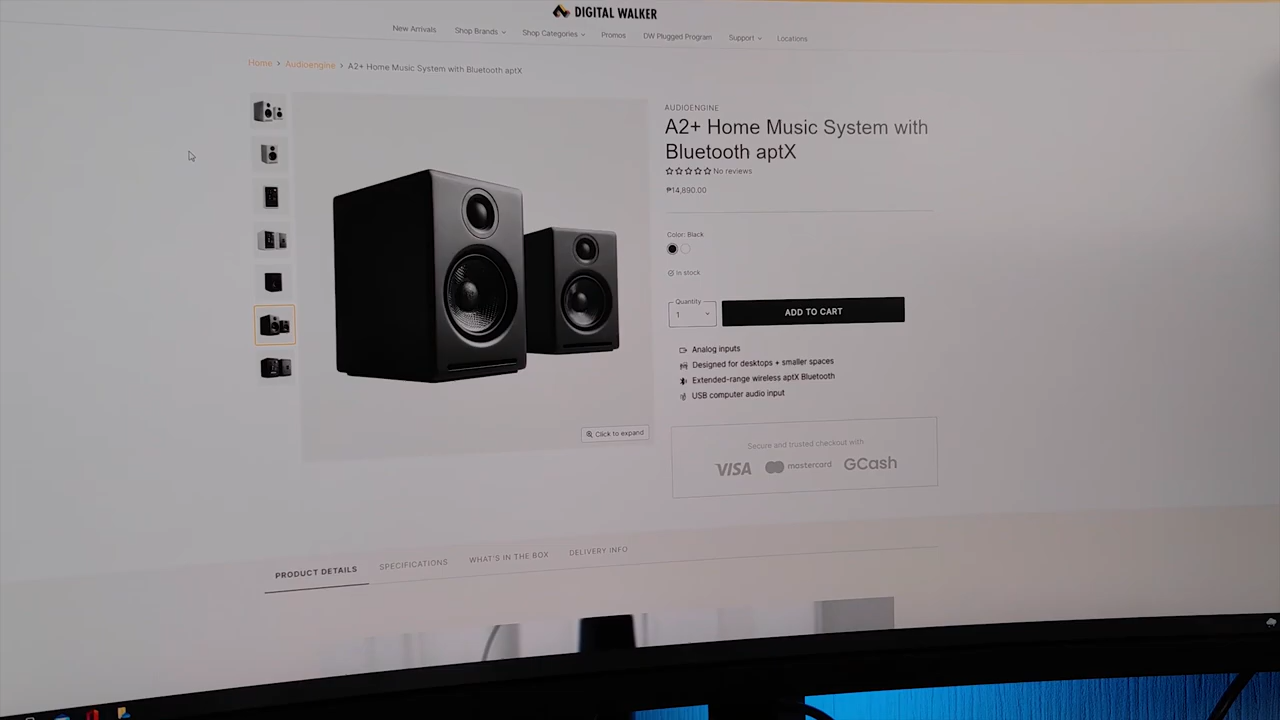 DIGITAL WALKER
New Arrivals Shop Brands Shop Categories Promos DW Plugged Program Support Locations
Home > Audioengine > A2+ Home Music System with Bluetooth aptX
AUDIOENGINE
A2+ Home Music System with
Bluetooth aptX
No reviews
₱14,890.00
Color: Black
In stock
Quantity
1
ADD TO CART
Analog inputs
Designed for desktops + smaller spaces
Extended-range wireless aptX Bluetooth
USB computer audio input
Click to expand
Secure and trusted checkout with
VISA mastercard GCash
PRODUCT DETAILS SPECIFICATIONS WHAT'S IN THE BOX DELIVERY INFO